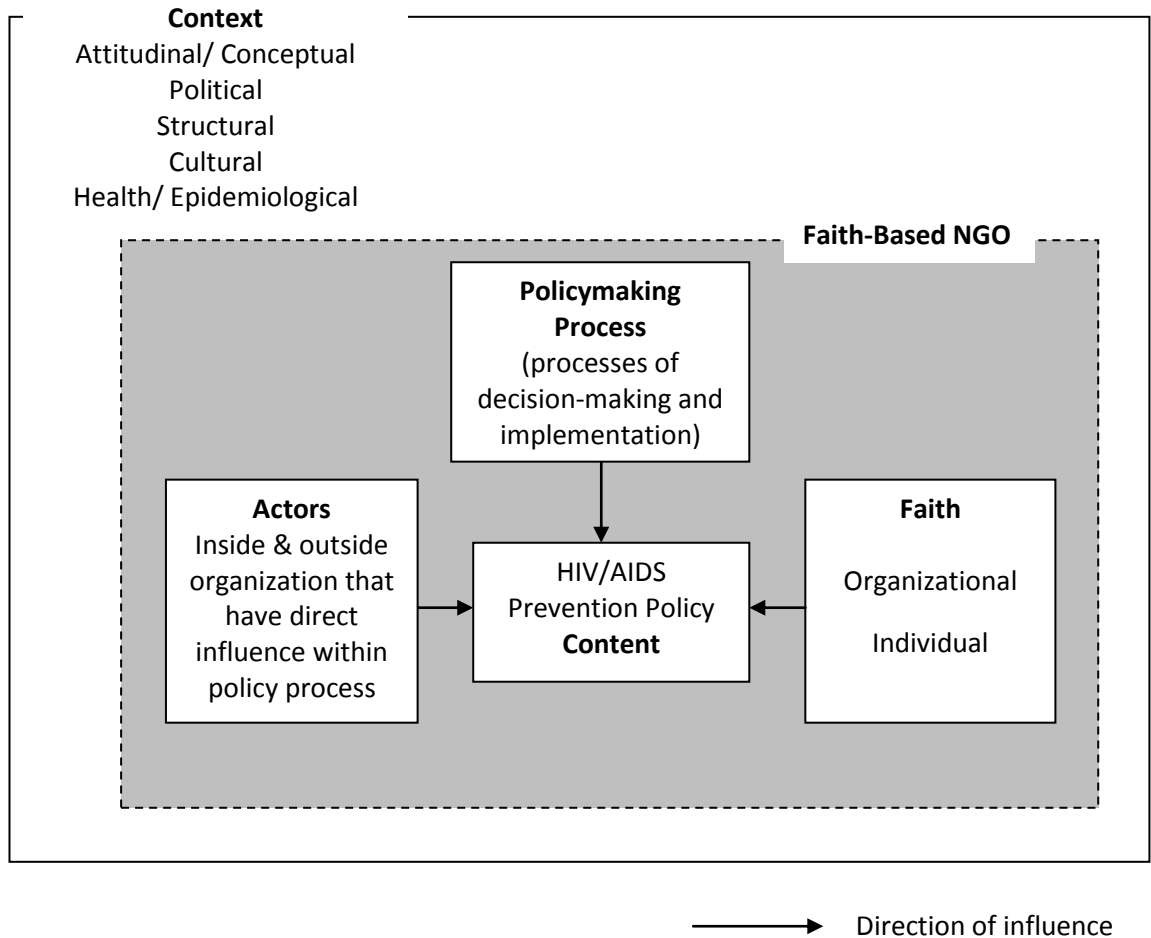 Context
Attitudinal/ Conceptual
Political
Structural
Cultural
Health/ Epidemiological
Faith-Based NGO
Policymaking
Process
(processes of
decision-making and
implementation)
Actors
Inside & outside
organization that
have direct
influence within
policy process
HIV/AIDS
Prevention Policy
Content
Faith
Organizational
Individual
Direction of influence